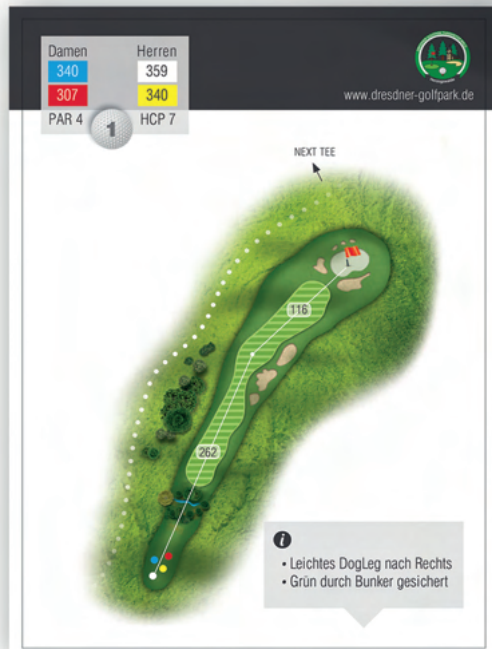 Damen Herren
340 359
307 340
PAR 4 HCP 7
1
www.dresdner-golfpark.de
NEXT TEE
116
262
i
▪ Leichtes DogLeg nach Rechts
▪ Grün durch Bunker gesichert